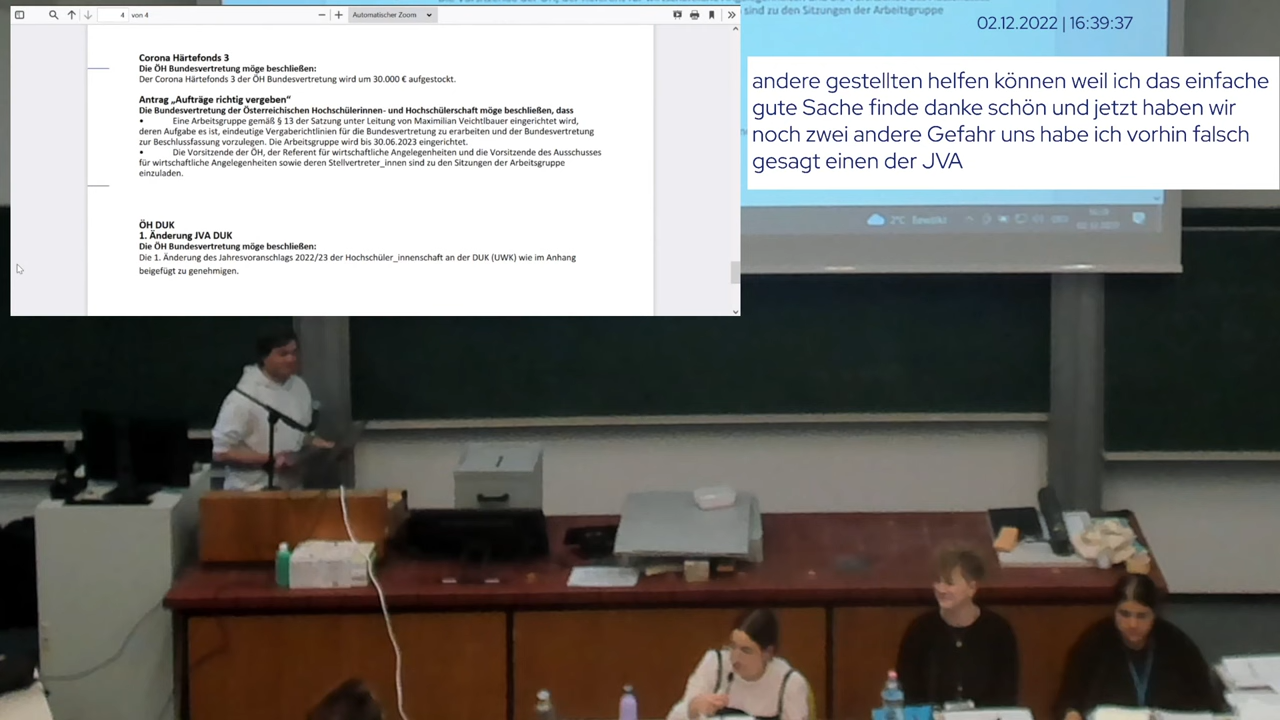 4 von 4
Automatischer Zoom
Corona Härtefonds 3
Die ÖH Bundesvertretung möge beschließen:
Der Corona Härtefonds 3 der ÖH Bundesvertretung wird um 30.000 € aufgestockt.
Antrag „Aufträge richtig vergeben"
Die Bundesvertretung der Österreichischen Hochschülerinnen- und Hochschülerschaft möge beschließen, dass
• Eine Arbeitsgruppe gemäß § 13 der Satzung unter Leitung von Maximilian Veichtlbauer eingerichtet wird,
deren Aufgabe es ist, eindeutige Vergaberichtlinien für die Bundesvertretung zu erarbeiten und der Bundesvertretung
zur Beschlussfassung vorzulegen. Die Arbeitsgruppe wird bis 30.06.2023 eingerichtet.
• Die Vorsitzende der ÖH, der Referent für wirtschaftliche Angelegenheiten und die Vorsitzende des Ausschusses
für wirtschaftliche Angelegenheiten sowie deren Stellvertreter_innen sind zu den Sitzungen der Arbeitsgruppe
einzuladen.
ÖH DUK
1. Änderung JVA DUK
Die ÖH Bundesvertretung möge beschließen:
Die 1. Änderung des Jahresvoranschlags 2022/23 der Hochschüler_innenschaft an der DUK (UWK) wie im Anhang
beigefügt zu genehmigen.
sind zu den Sitzungen der Arbeitsgruppe
02.12.2022 | 16:39:37
andere gestellten helfen können weil ich das einfache
gute Sache finde danke schön und jetzt haben wir
noch zwei andere Gefahr uns habe ich vorhin falsch
gesagt einen der JVA
2°C Bewölkt